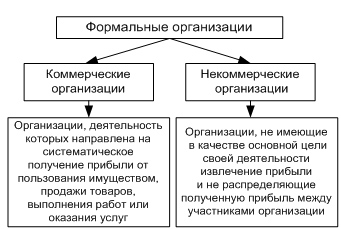 Формальные организации
Коммерческие
организации
Некоммерческие
организации
Организации, деятельность
которых направлена на
систематическое
получение прибыли от
пользования имуществом,
продажи товаров,
выполнения работ или
оказания услуг
Организации, не имеющие
в качестве основной цели
своей деятельности
извлечение прибыли
и не распределяющие
полученную прибыль между
участниками организации